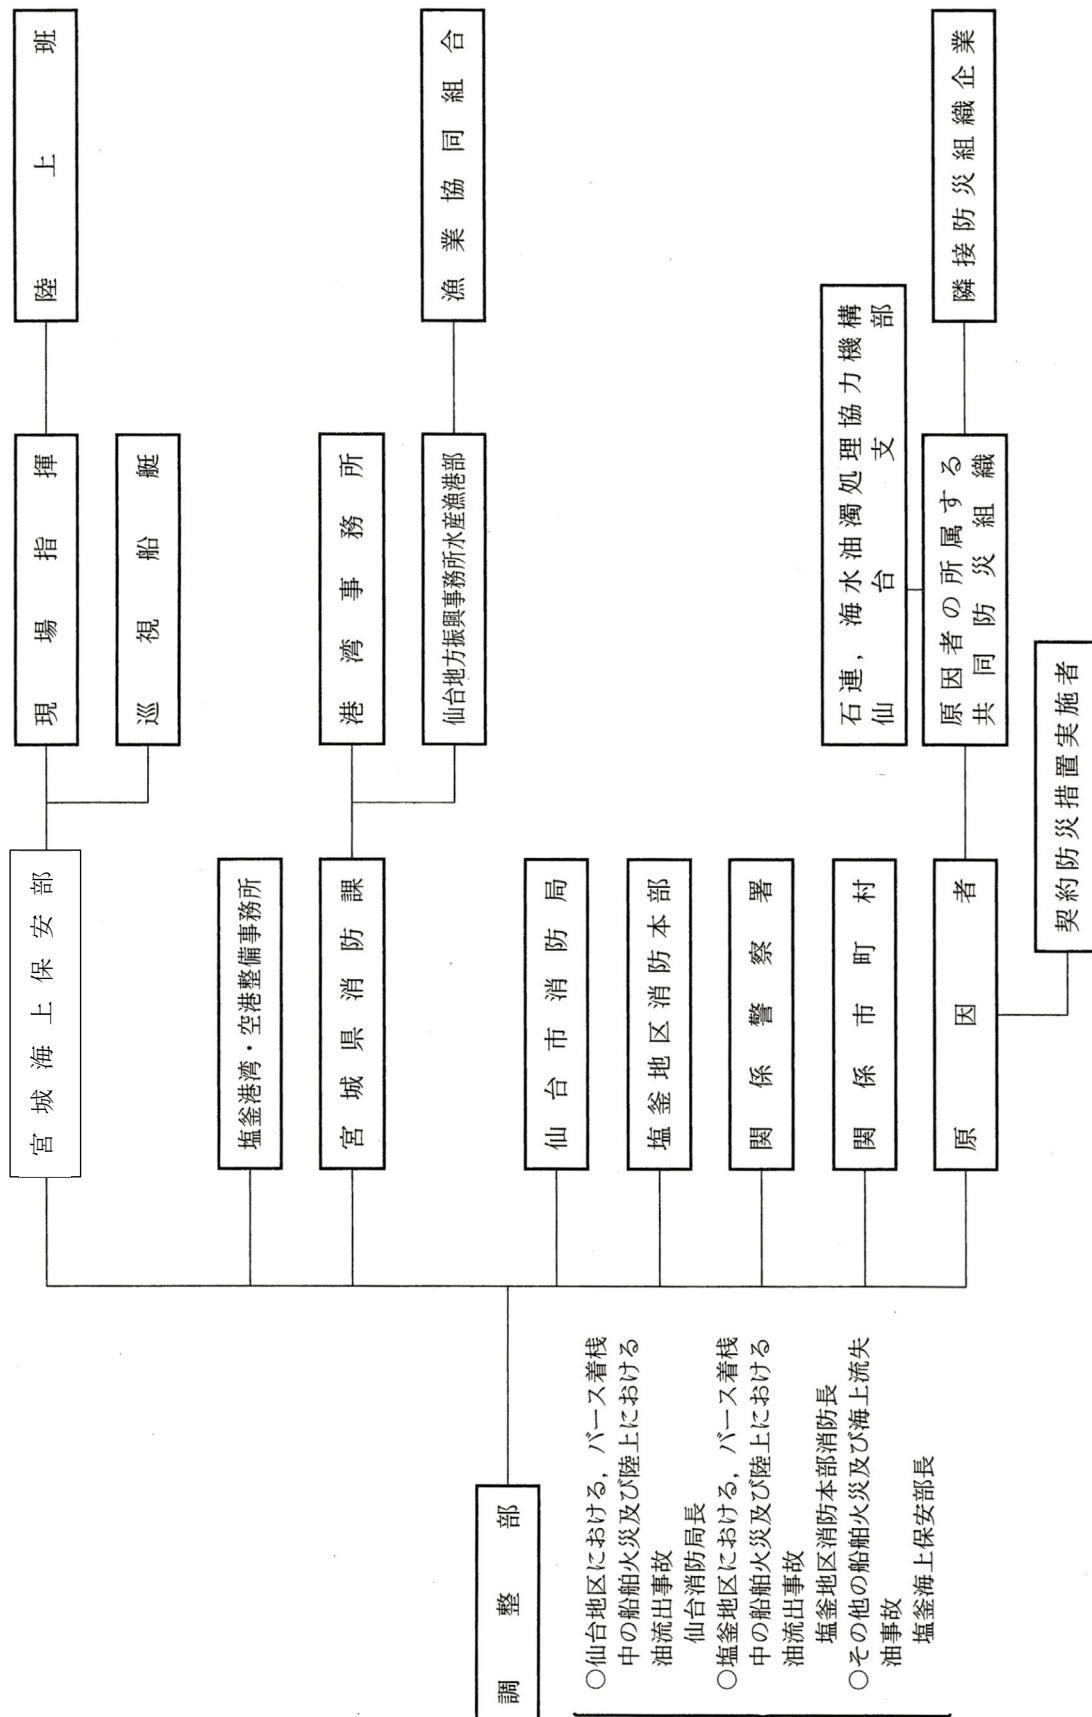 調整部
○仙台地区における，バース着桟
中の船舶火災及び陸上における
油流出事故
仙台消防局長
○塩釜地区における，バース着桟
中の船舶火災及び陸上における
油流出事故
塩釜地区消防本部消防長
○その他の船舶火災及び海上流失
油事故
塩釜海上保安部長
宮城海上保安部
現場指揮
陸上班
巡視船艇
塩釜港湾・空港整備事務所
宮城県消防課
港湾事務所
仙台地方振興事務所水産漁港部
漁業協同組合
仙台市消防局
塩釜地区消防本部
関係警察署
関係市町村
原因者
石連，海水油濁処理協力機構
仙台支部
原因者の所属する
共同防災組織
隣接防災組織企業
契約防災措置実施者